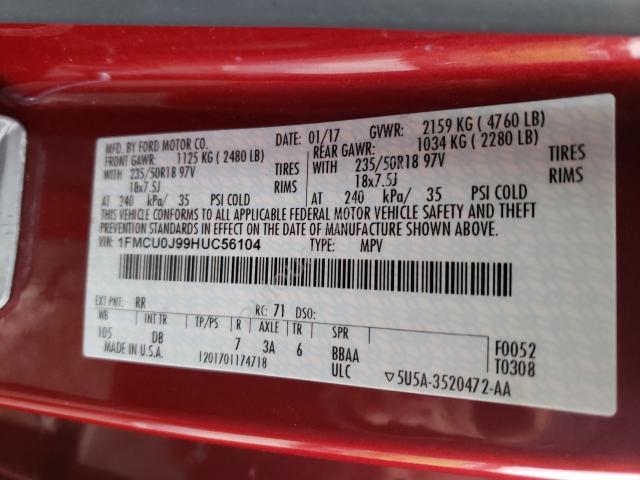 MFD. BY FORD MOTOR CO.
DATE: 01/17 GVWR: 2159 KG ( 4760 LB)
FRONT GAWR: 1125 KG ( 2480 LB) REAR GAWR: 1034 KG ( 2280 LB)
WITH 235/50R18 97V TIRES WITH 235/50R18 97V TIRES
18x7.5J RIMS 18x7.5J RIMS
AT 240 kPa/ 35 PSI COLD AT 240 kPa/ 35 PSI COLD
THIS VEHICLE CONFORMS TO ALL APPLICABLE FEDERAL MOTOR VEHICLE SAFETY AND THEFT
PREVENTION STANDARDS IN EFFECT ON THE DATE OF MANUFACTURE SHOWN ABOVE.
VIN: 1FMCU0J99HUC56104 TYPE: MPV
EXT PNT: RR RC: 71 DSO:
WB INT TR TP/PS R AXLE TR SPR
105 DB 7 3A 6 BBAA F0052
MADE IN U.S.A. 1201701174718 ULC T0308
▽5U5A-3520472-AA